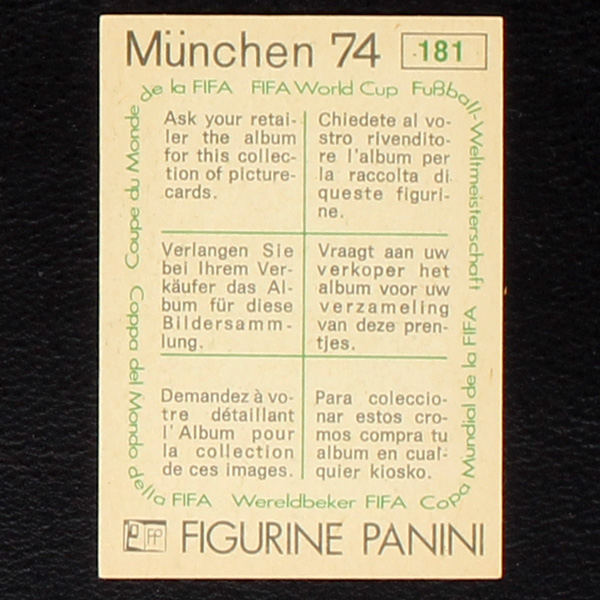 München 74 181
de la FIFA FIFA World Cup Fußball-Weltmeisterschaft
Ask your retai-
ler the album
for this collec-
tion of picture-
cards.
Chiedete al vo-
stro rivendito-
re l'album per
la raccolta di
queste figuri-
ne.
Verlangen Sie
bei Ihrem Ver-
käufer das Al-
bum für diese
Bildersamm-
lung.
Vraagt aan uw
verkoper het
album voor uw
verzameling
van deze pren-
tjes.
Demandez à vo-
tre détaillant
l'Album pour
la collection
de ces images.
Para coleccio-
nar estos cro-
mos compra tu
album en cual-
quier kiosko.
Copa Mundial de la FIFA
Wereldbeker FIFA
Coppa del Mondo della FIFA
Coupe du Monde
FP FIGURINE PANINI